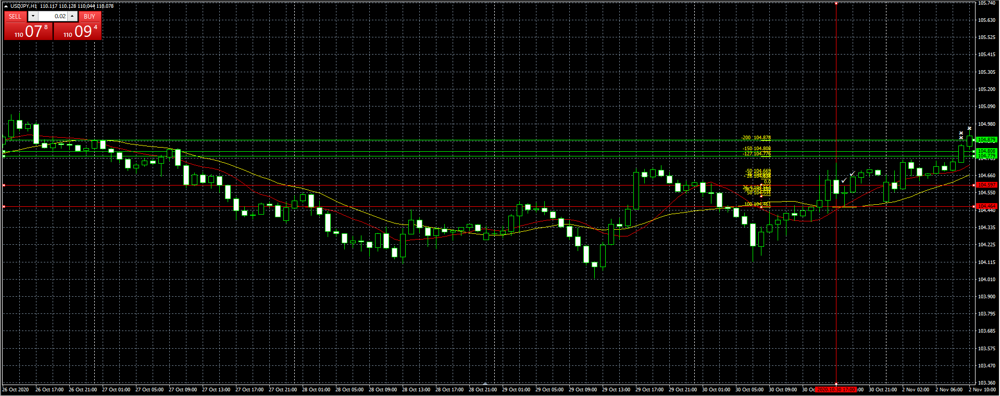 USDJPY,H1 110.117 110.128 110.044 110.078
SELL
0.02
BUY
110 07 8
110 09 4
105.740
105.630
105.525
105.415
105.305
105.200
105.090
104.980
104.879
104.808
104.779
104.660
104.597
104.550
104.464
104.440
104.335
104.225
104.115
104.010
103.900
103.795
103.685
103.575
103.470
103.360
-200 104.878
-150 104.808
-127 104.776
-50 104.669
0.0
100 104.461
26 Oct 2020
26 Oct 17:00
26 Oct 21:00
27 Oct 01:00
27 Oct 05:00
27 Oct 09:00
27 Oct 13:00
27 Oct 17:00
27 Oct 21:00
28 Oct 01:00
28 Oct 05:00
28 Oct 09:00
28 Oct 13:00
28 Oct 17:00
28 Oct 21:00
29 Oct 01:00
29 Oct 05:00
29 Oct 09:00
29 Oct 13:00
29 Oct 17:00
29 Oct 21:00
30 Oct 01:00
30 Oct 05:00
30 Oct 09:00
30 Oc
2020.10.30 17:00
:00
30 Oct 21:00
2 Nov 02:00
2 Nov 06:00
2 Nov 10:00